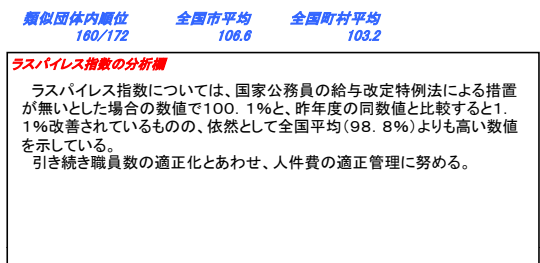 類似団体内順位 全国市平均 全国町村平均
160/172 106.6 103.2
ラスパイレス指数の分析欄
ラスパイレス指数については、国家公務員の給与改定特例法による措置
が無いとした場合の数値で100．1％と、昨年度の同数値と比較すると1．
1％改善されているものの、依然として全国平均（98．8％）よりも高い数値
を示している。
引き続き職員数の適正化とあわせ、人件費の適正管理に努める。